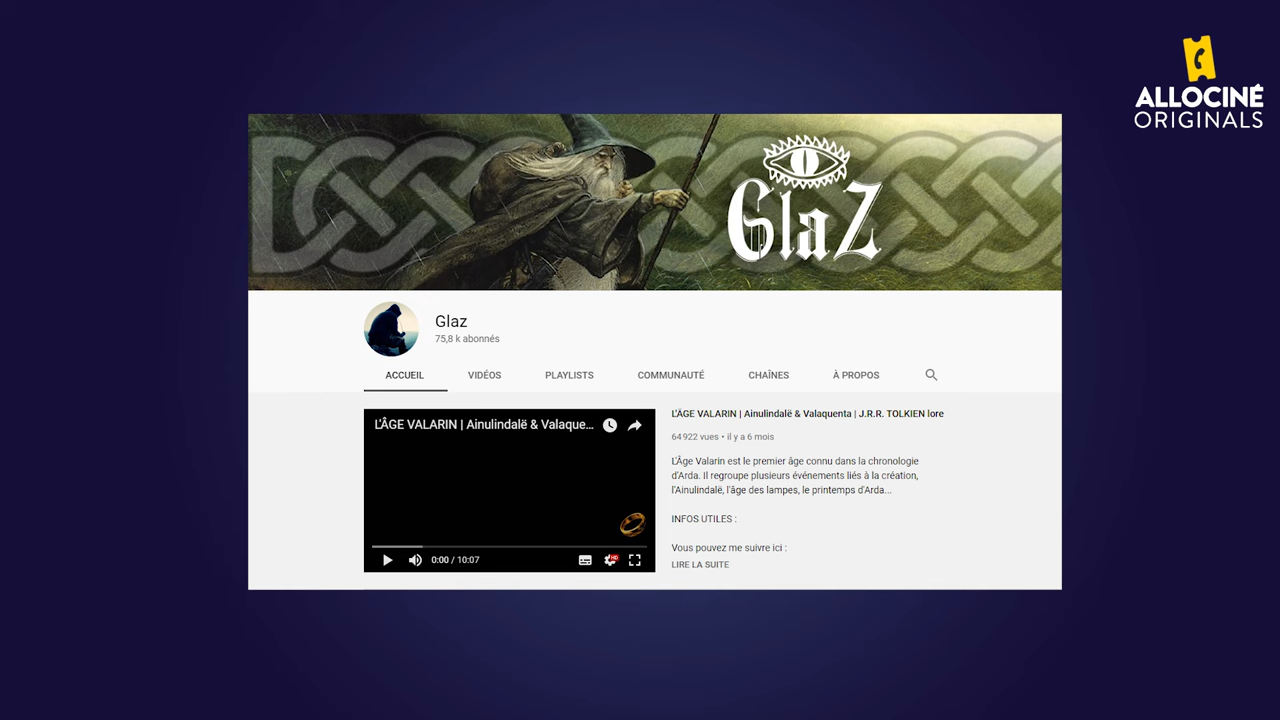 ALLOCINÉ
ORIGINALS
GlaZ
Glaz
75,8 k abonnés
ACCUEIL VIDÉOS PLAYLISTS COMMUNAUTÉ CHAÎNES À PROPOS
L'ÂGE VALARIN | Ainulindalë & Valaque...
HD
0:00 / 10:07
L'ÂGE VALARIN | Ainulindalë & Valaquenta | J.R.R. TOLKIEN lore
64 922 vues • il y a 6 mois
L'Âge Valarin est le premier âge connu dans la chronologie
d'Arda. Il regroupe plusieurs événements liés à la création,
l'Ainulindalë, l'âge des lampes, le printemps d'Arda...
INFOS UTILES :
Vous pouvez me suivre ici :
LIRE LA SUITE